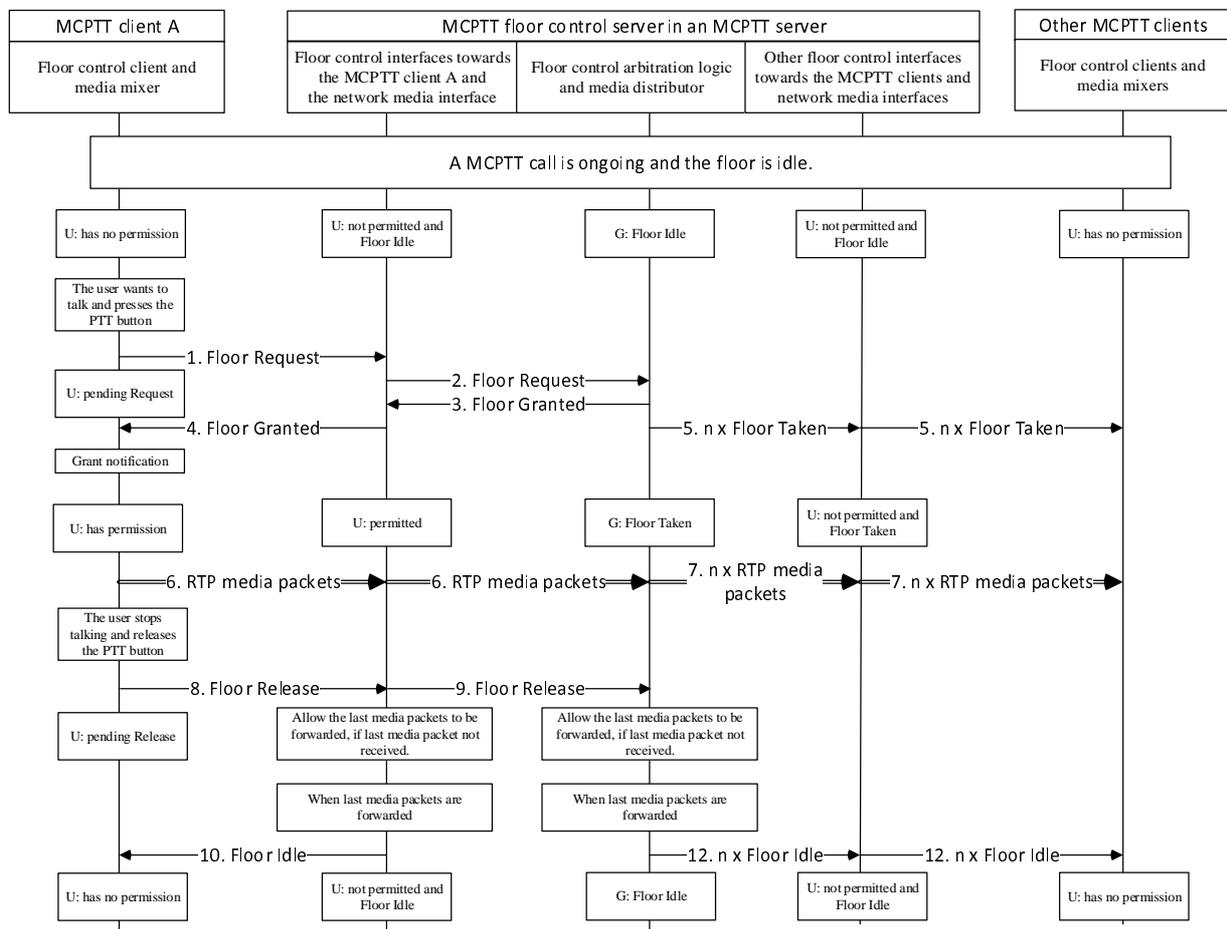 MCPTT client A
MCPTT floor control server in an MCPTT server
Other MCPTT clients
Floor control client and
media mixer
Floor control interfaces towards
the MCPTT client A and
the network media interface
Floor control arbitration logic
and media distributor
Other floor control interfaces
towards the MCPTT clients and
network media interfaces
Floor control clients and
media mixers
A MCPTT call is ongoing and the floor is idle.
U: has no permission
U: not permitted and
Floor Idle
G: Floor Idle
U: not permitted and
Floor Idle
U: has no permission
The user wants to
talk and presses the
PTT button
1. Floor Request
U: pending Request
2. Floor Request
3. Floor Granted
4. Floor Granted
5. n x Floor Taken
5. n x Floor Taken
Grant notification
U: has permission
U: permitted
G: Floor Taken
U: not permitted and
Floor Taken
6. RTP media packets
6. RTP media packets
7. n x RTP media
packets
7. n x RTP media packets
The user stops
talking and releases
the PTT button
8. Floor Release
9. Floor Release
U: pending Release
Allow the last media packets to be
forwarded, if last media packet not
received.
Allow the last media packets to be
forwarded, if last media packet not
received.
When last media packets are
forwarded
When last media packets are
forwarded
10. Floor Idle
12. n x Floor Idle
12. n x Floor Idle
U: has no permission
U: not permitted and
Floor Idle
G: Floor Idle
U: not permitted and
Floor Idle
U: has no permission